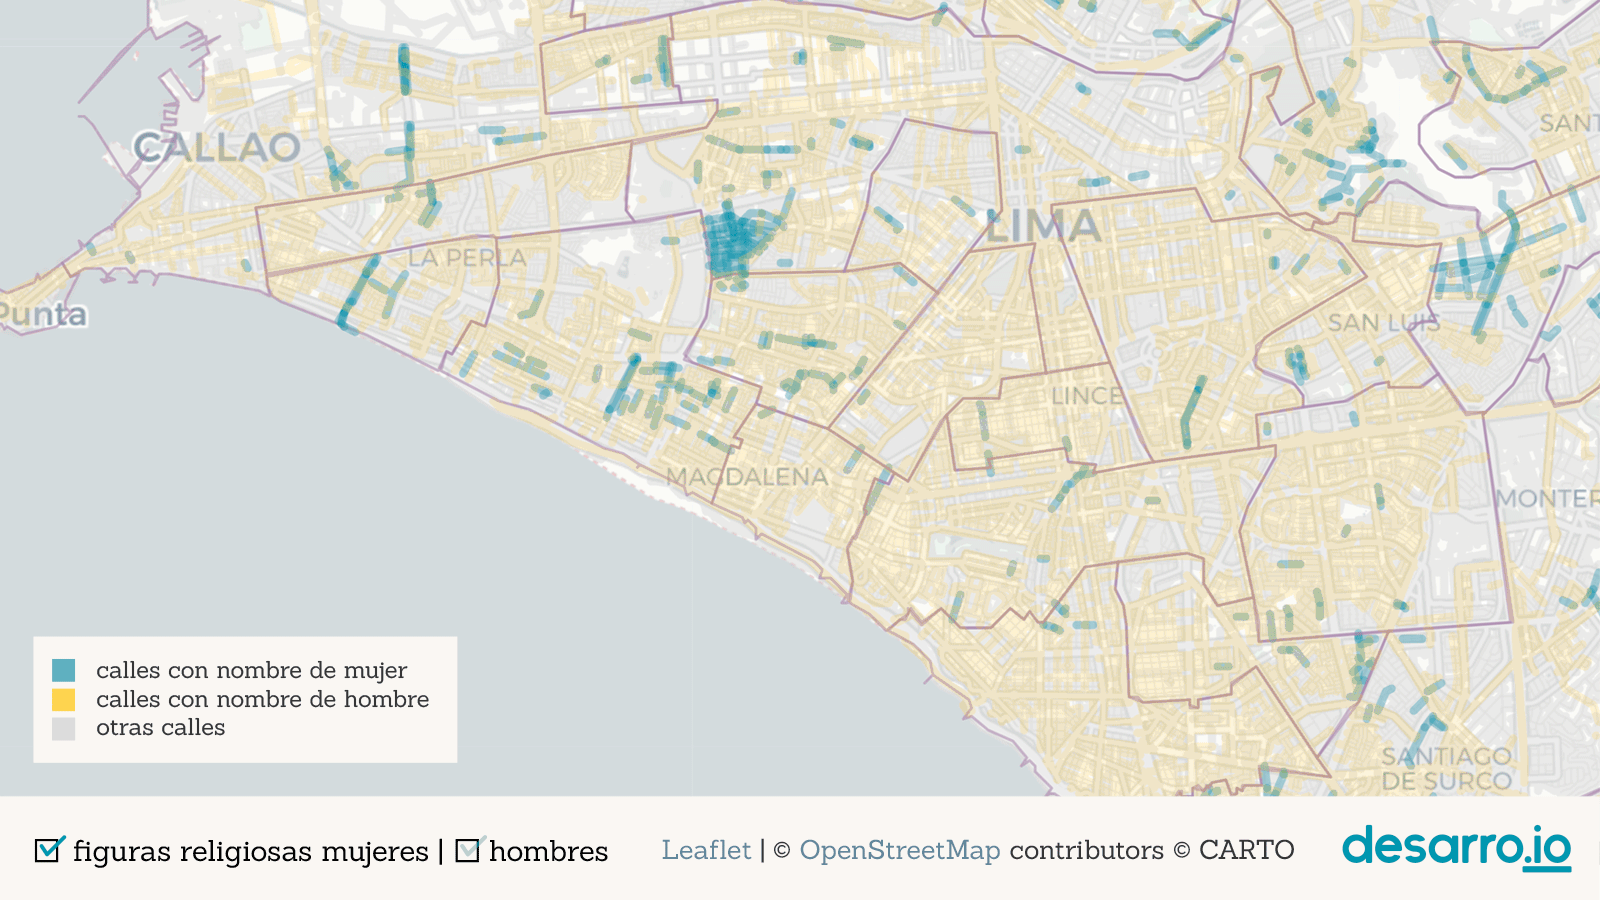 CALLAO
SANT
LIMA
LA PERLA
Punta
SAN LUIS
LINCE
MAGDALENA
MONTER
SANTIAGO
DE SURCO
calles con nombre de mujer
calles con nombre de hombre
otras calles
figuras religiosas mujeres | hombres
Leaflet | © OpenStreetMap contributors © CARTO
desarro.io